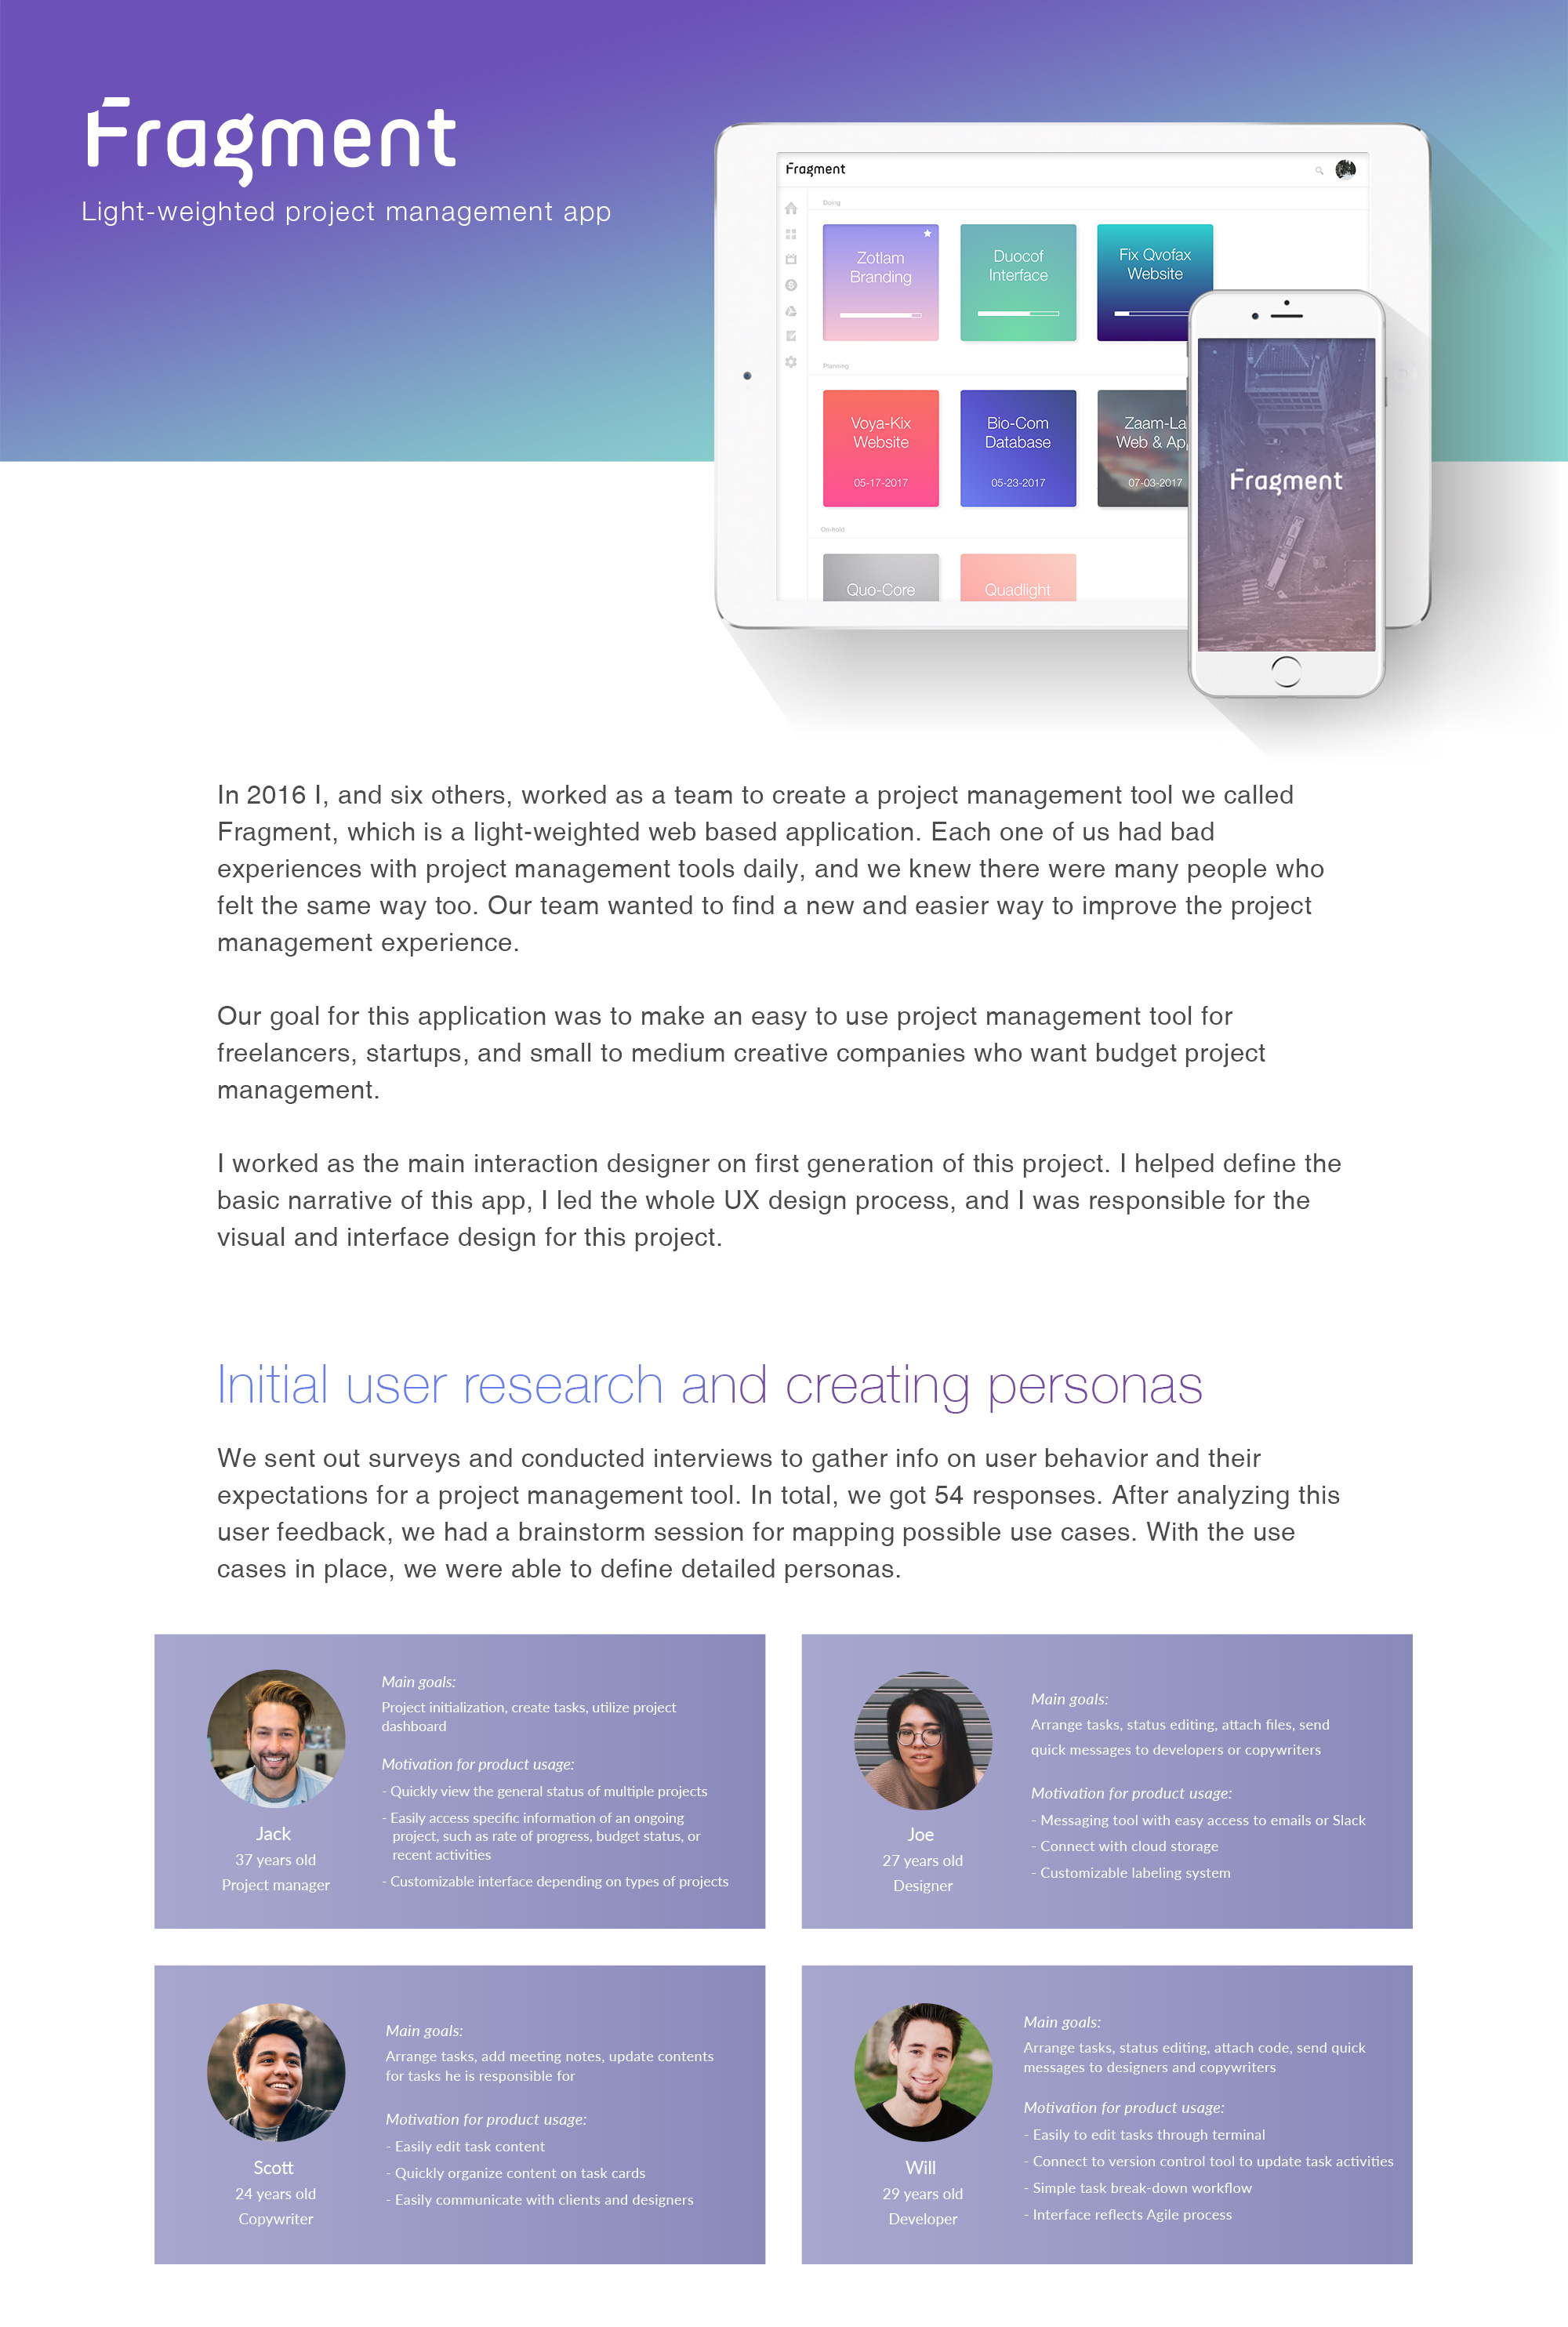 Fragment
Light-weighted project management app
Fragment
Doing
Zotlam
Branding
Duocof
Interface
Fix Qvofax
Website
Planning
Voya-Kix
Website
05-17-2017
Bio-Com
Database
05-23-2017
Zaam-La
Web & Ap
07-03-2017
On-hold
Quo-Core
Quadlight
Fragment
In 2016 I, and six others, worked as a team to create a project management tool we called
Fragment, which is a light-weighted web based application. Each one of us had bad
experiences with project management tools daily, and we knew there were many people who
felt the same way too. Our team wanted to find a new and easier way to improve the project
management experience.
Our goal for this application was to make an easy to use project management tool for
freelancers, startups, and small to medium creative companies who want budget project
management.
I worked as the main interaction designer on first generation of this project. I helped define the
basic narrative of this app, I led the whole UX design process, and I was responsible for the
visual and interface design for this project.
Initial user research and creating personas
We sent out surveys and conducted interviews to gather info on user behavior and their
expectations for a project management tool. In total, we got 54 responses. After analyzing this
user feedback, we had a brainstorm session for mapping possible use cases. With the use
cases in place, we were able to define detailed personas.
Jack
37 years old
Project manager
Main goals:
Project initialization, create tasks, utilize project
dashboard
Motivation for product usage:
- Quickly view the general status of multiple projects
- Easily access specific information of an ongoing
project, such as rate of progress, budget status, or
recent activities
- Customizable interface depending on types of projects
Joe
27 years old
Designer
Main goals:
Arrange tasks, status editing, attach files, send
quick messages to developers or copywriters
Motivation for product usage:
- Messaging tool with easy access to emails or Slack
- Connect with cloud storage
- Customizable labeling system
Scott
24 years old
Copywriter
Main goals:
Arrange tasks, add meeting notes, update contents
for tasks he is responsible for
Motivation for product usage:
- Easily edit task content
- Quickly organize content on task cards
- Easily communicate with clients and designers
Will
29 years old
Developer
Main goals:
Arrange tasks, status editing, attach code, send quick
messages to designers and copywriters
Motivation for product usage:
- Easily to edit tasks through terminal
- Connect to version control tool to update task activities
- Simple task break-down workflow
- Interface reflects Agile process